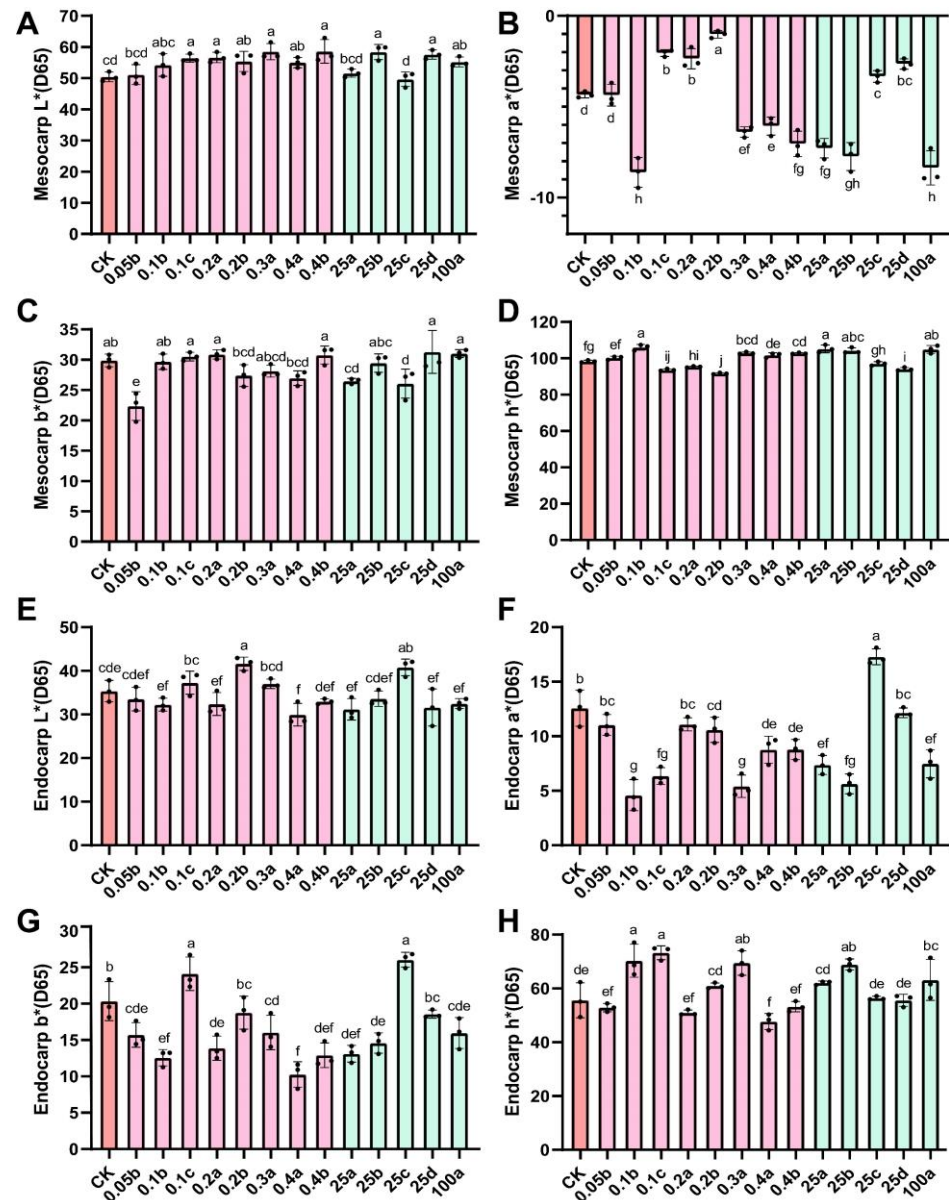 A
Mesocarp L*(D65)
70
60
50
40
30
20
10
0
cd bcd abc a a ab a ab a bcd a d a ab
CK 0.05b 0.1b 0.1c 0.2a 0.2b 0.3a 0.4a 0.4b 25a 25b 25c 25d 100a
B
Mesocarp a*(D65)
0
-5
-10
d d h b b a ef e fg fg gh c bc h
CK 0.05b 0.1b 0.1c 0.2a 0.2b 0.3a 0.4a 0.4b 25a 25b 25c 25d 100a
C
Mesocarp b*(D65)
35
30
25
20
15
10
5
0
ab e ab a a bcd abcd bcd a cd abc d a a
CK 0.05b 0.1b 0.1c 0.2a 0.2b 0.3a 0.4a 0.4b 25a 25b 25c 25d 100a
D
Mesocarp h*(D65)
120
100
80
60
40
20
0
fg ef a ij hi j bcd de cd a abc gh i ab
CK 0.05b 0.1b 0.1c 0.2a 0.2b 0.3a 0.4a 0.4b 25a 25b 25c 25d 100a
E
Endocarp L*(D65)
50
40
30
20
10
0
cde cdef ef bc ef a bcd f def ef cdef ab ef ef
CK 0.05b 0.1b 0.1c 0.2a 0.2b 0.3a 0.4a 0.4b 25a 25b 25c 25d 100a
F
Endocarp a*(D65)
20
15
10
5
0
b bc g fg bc cd g de de ef fg a bc ef
CK 0.05b 0.1b 0.1c 0.2a 0.2b 0.3a 0.4a 0.4b 25a 25b 25c 25d 100a
G
Endocarp b*(D65)
30
25
20
15
10
5
0
b cde ef a def bc cd f def def de a bc cde
CK 0.05b 0.1b 0.1c 0.2a 0.2b 0.3a 0.4a 0.4b 25a 25b 25c 25d 100a
H
Endocarp h*(D65)
80
60
40
20
0
de ef a a ef cd ab f ef cd ab de de bc
CK 0.05b 0.1b 0.1c 0.2a 0.2b 0.3a 0.4a 0.4b 25a 25b 25c 25d 100a